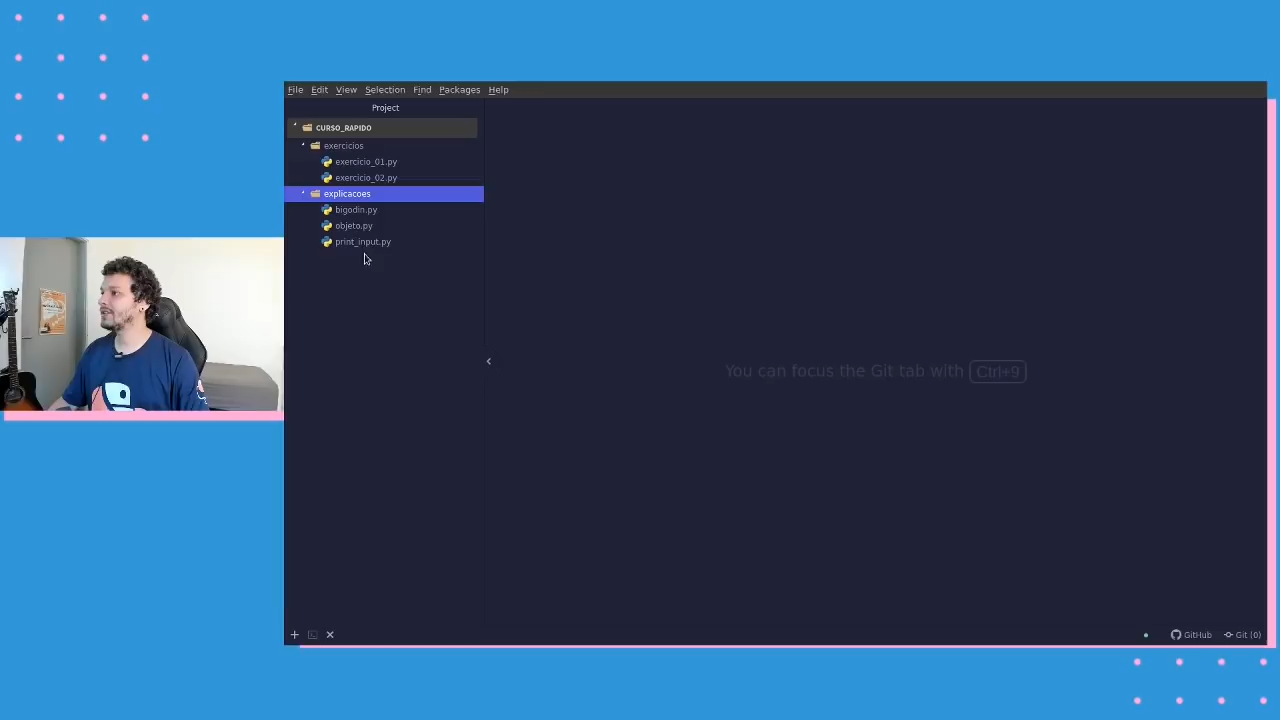 File Edit View Selection Find Packages Help
Project
CURSO_RAPIDO
exercicios
exercicio_01.py
exercicio_02.py
explicacoes
bigodin.py
objeto.py
print_input.py
You can focus the Git tab with Ctrl+9
GitHub Git (0)